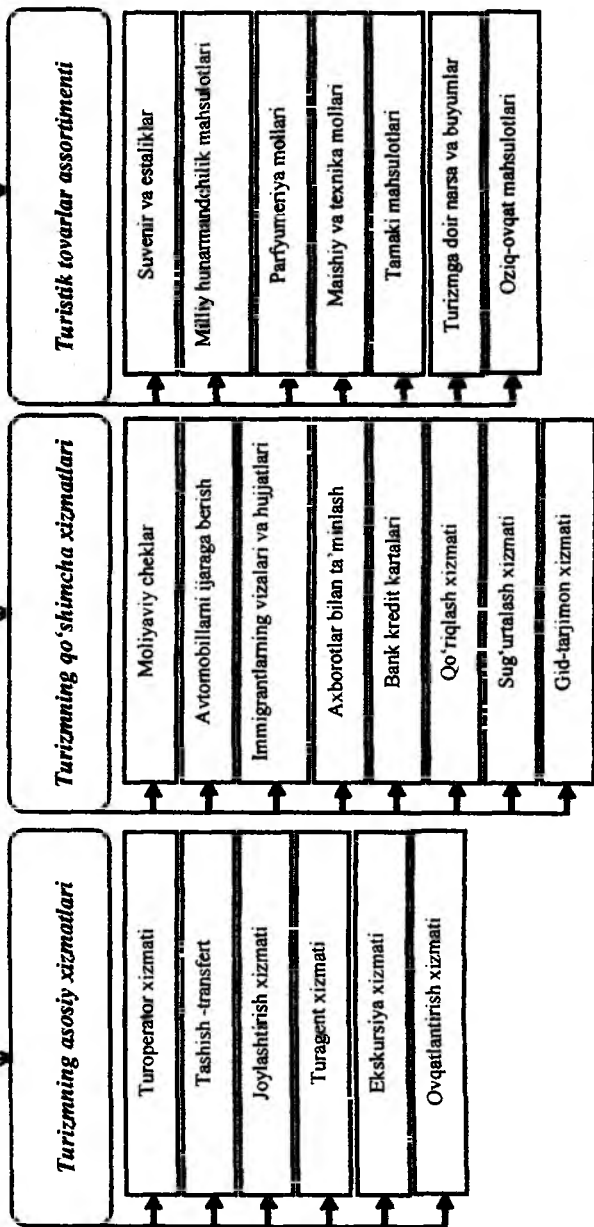 Turizmning asosiy xizmatlari
Turoperator xizmati
Tashish -transfert
Joylashtirish xizmati
Turagent xizmati
Ekskursiya xizmati
Ovqatlantirish xizmati
Turizmning qo‘shimcha xizmatlari
Moliyaviy cheklar
Avtomobillarni ijaraga berish
Immigrantlarning vizalari va hujjatlari
Axborotlar bilan ta’minlash
Bank kredit kartalari
Qo‘riqlash xizmati
Sug‘urtalash xizmati
Gid-tarjimon xizmati
Turistik tovarlar assortimenti
Suvenir va estaliklar
Milliy hunarmandchilik mahsulotlari
Parfyumeriya mollari
Maishiy va texnika mollari
Tamaki mahsulotlari
Turizmga doir narsa va buyumlar
Oziq-ovqat mahsulotlari